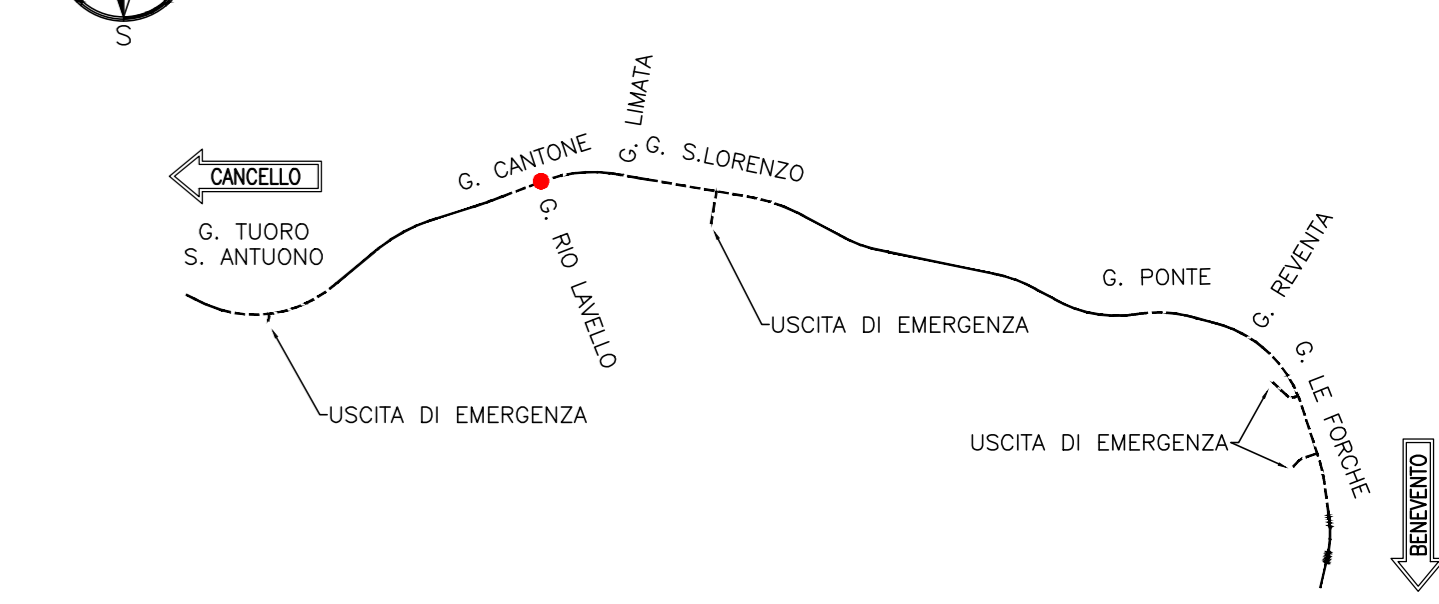 S
G. LIMATA
G. CANTONE
G. S.LORENZO
CANCELLO
G. TUORO
S. ANTUONO
G. RIO LAVELLO
G. REVENTA
G. PONTE
USCITA DI EMERGENZA
G. LE FORCHE
USCITA DI EMERGENZA
USCITA DI EMERGENZA
BENEVENTO